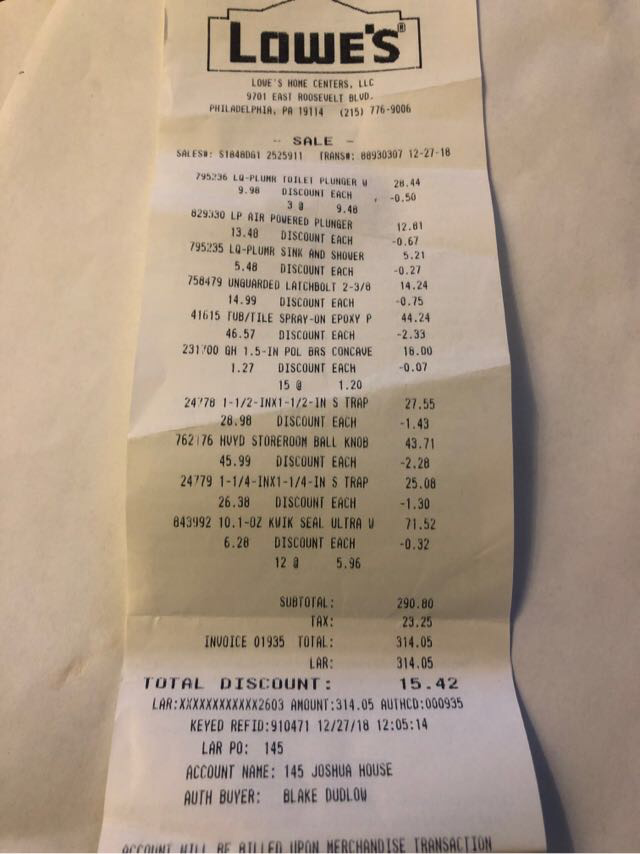 LOWE'S®
LOWE'S HOME CENTERS, LLC
9701 EAST ROOSEVELT BLVD.
PHILADELPHIA, PA 19114 (215) 776-9006
- SALE -
SALES#: S1848DG1 2525911 TRANS#: 88930307 12-27-18
795236 LQ-PLUMR TOILET PLUNGER W 28.44
9.98 DISCOUNT EACH -0.50
3 @ 9.48
829330 LP AIR POWERED PLUNGER 12.81
13.48 DISCOUNT EACH -0.67
795235 LQ-PLUMR SINK AND SHOWER 5.21
5.48 DISCOUNT EACH -0.27
758479 UNGUARDED LATCHBOLT 2-3/8 14.24
14.99 DISCOUNT EACH -0.75
41615 TUB/TILE SPRAY-ON EPOXY P 44.24
46.57 DISCOUNT EACH -2.33
231700 GH 1.5-IN POL BRS CONCAVE 18.00
1.27 DISCOUNT EACH -0.07
15 @ 1.20
24778 1-1/2-INX1-1/2-IN S TRAP 27.55
28.98 DISCOUNT EACH -1.43
762176 HUYD STOREROOM BALL KNOB 43.71
45.99 DISCOUNT EACH -2.28
24779 1-1/4-INX1-1/4-IN S TRAP 25.08
26.38 DISCOUNT EACH -1.30
843992 10.1-OZ KWIK SEAL ULTRA W 71.52
6.28 DISCOUNT EACH -0.32
12 @ 5.96
SUBTOTAL: 290.80
TAX: 23.25
INVOICE 01935 TOTAL: 314.05
LAR: 314.05
TOTAL DISCOUNT: 15.42
LAR:XXXXXXXXXXXX2603 AMOUNT:314.05 AUTHCD:000935
KEYED REFID:910471 12/27/18 12:05:14
LAR PO: 145
ACCOUNT NAME: 145 JOSHUA HOUSE
AUTH BUYER: BLAKE DUDLOW
ACCOUNT WILL BE BILLED UPON MERCHANDISE TRANSACTION